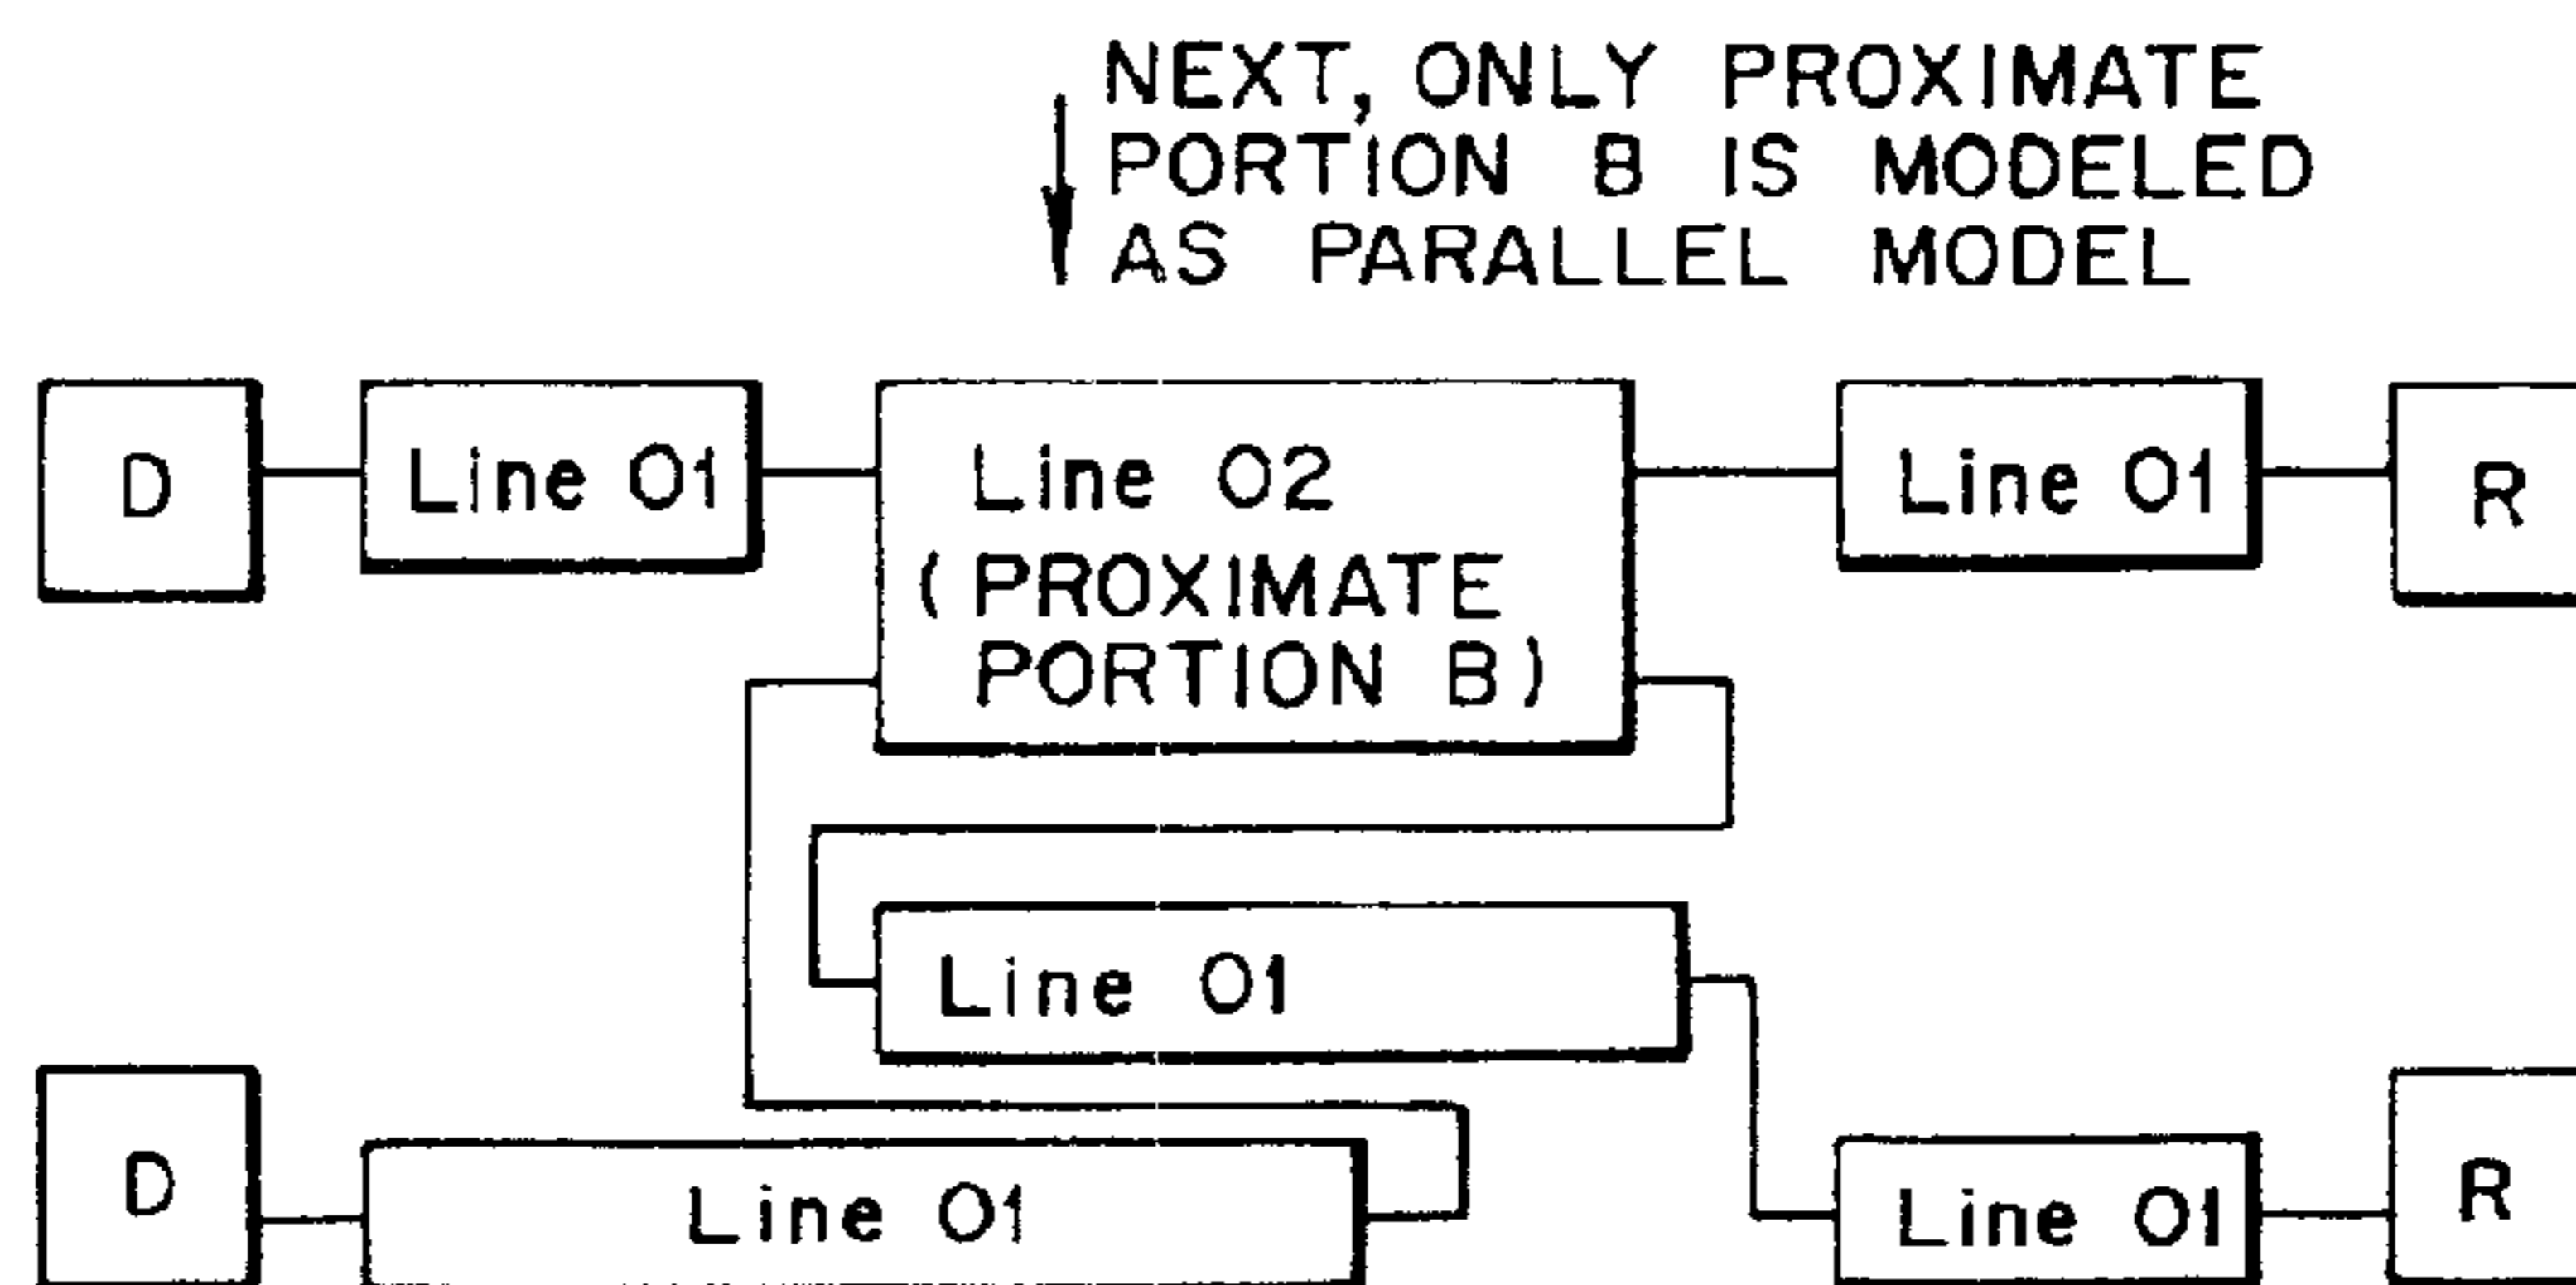 NEXT, ONLY PROXIMATE
PORTION B IS MODELED
AS PARALLEL MODEL
D
Line 01
Line 02
(PROXIMATE
PORTION B)
Line 01
R
Line 01
D
Line 01
Line 01
R